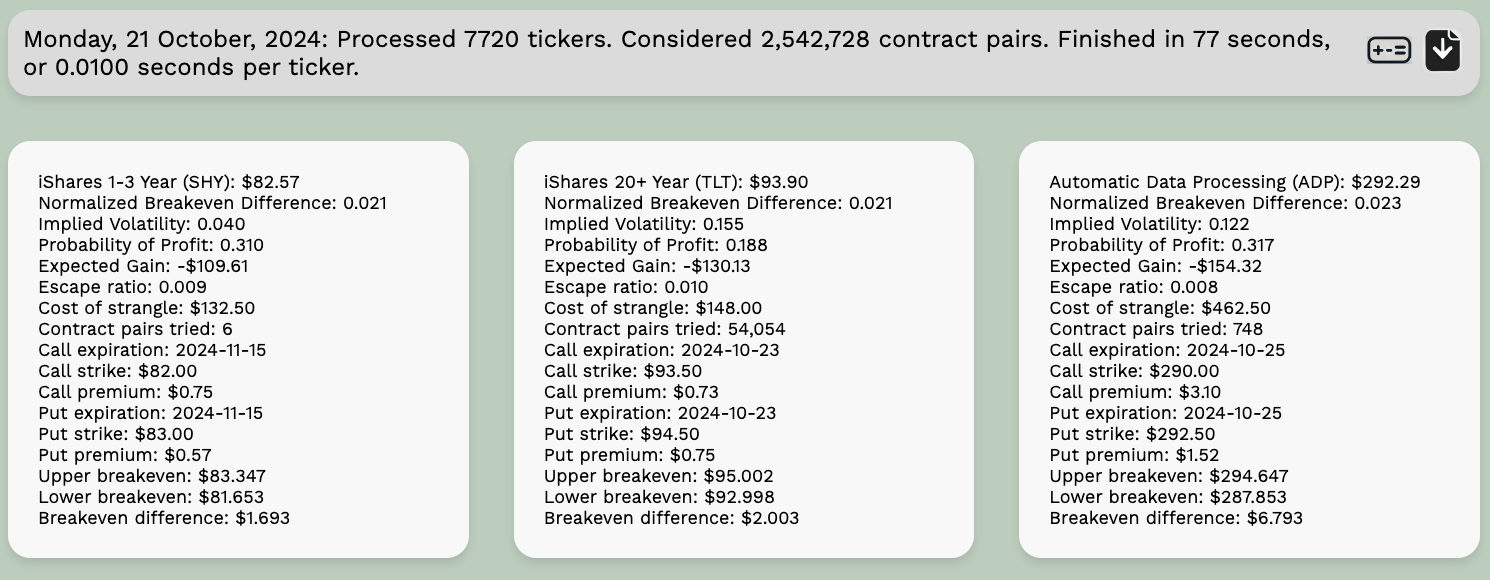 Monday, 21 October, 2024: Processed 7720 tickers. Considered 2,542,728 contract pairs. Finished in 77 seconds,
or 0.0100 seconds per ticker.
iShares 1-3 Year (SHY): $82.57
Normalized Breakeven Difference: 0.021
Implied Volatility: 0.040
Probability of Profit: 0.310
Expected Gain: -$109.61
Escape ratio: 0.009
Cost of strangle: $132.50
Contract pairs tried: 6
Call expiration: 2024-11-15
Call strike: $82.00
Call premium: $0.75
Put expiration: 2024-11-15
Put strike: $83.00
Put premium: $0.57
Upper breakeven: $83.347
Lower breakeven: $81.653
Breakeven difference: $1.693
iShares 20+ Year (TLT): $93.90
Normalized Breakeven Difference: 0.021
Implied Volatility: 0.155
Probability of Profit: 0.188
Expected Gain: -$130.13
Escape ratio: 0.010
Cost of strangle: $148.00
Contract pairs tried: 54,054
Call expiration: 2024-10-23
Call strike: $93.50
Call premium: $0.73
Put expiration: 2024-10-23
Put strike: $94.50
Put premium: $0.75
Upper breakeven: $95.002
Lower breakeven: $92.998
Breakeven difference: $2.003
Automatic Data Processing (ADP): $292.29
Normalized Breakeven Difference: 0.023
Implied Volatility: 0.122
Probability of Profit: 0.317
Expected Gain: -$154.32
Escape ratio: 0.008
Cost of strangle: $462.50
Contract pairs tried: 748
Call expiration: 2024-10-25
Call strike: $290.00
Call premium: $3.10
Put expiration: 2024-10-25
Put strike: $292.50
Put premium: $1.52
Upper breakeven: $294.647
Lower breakeven: $287.853
Breakeven difference: $6.793